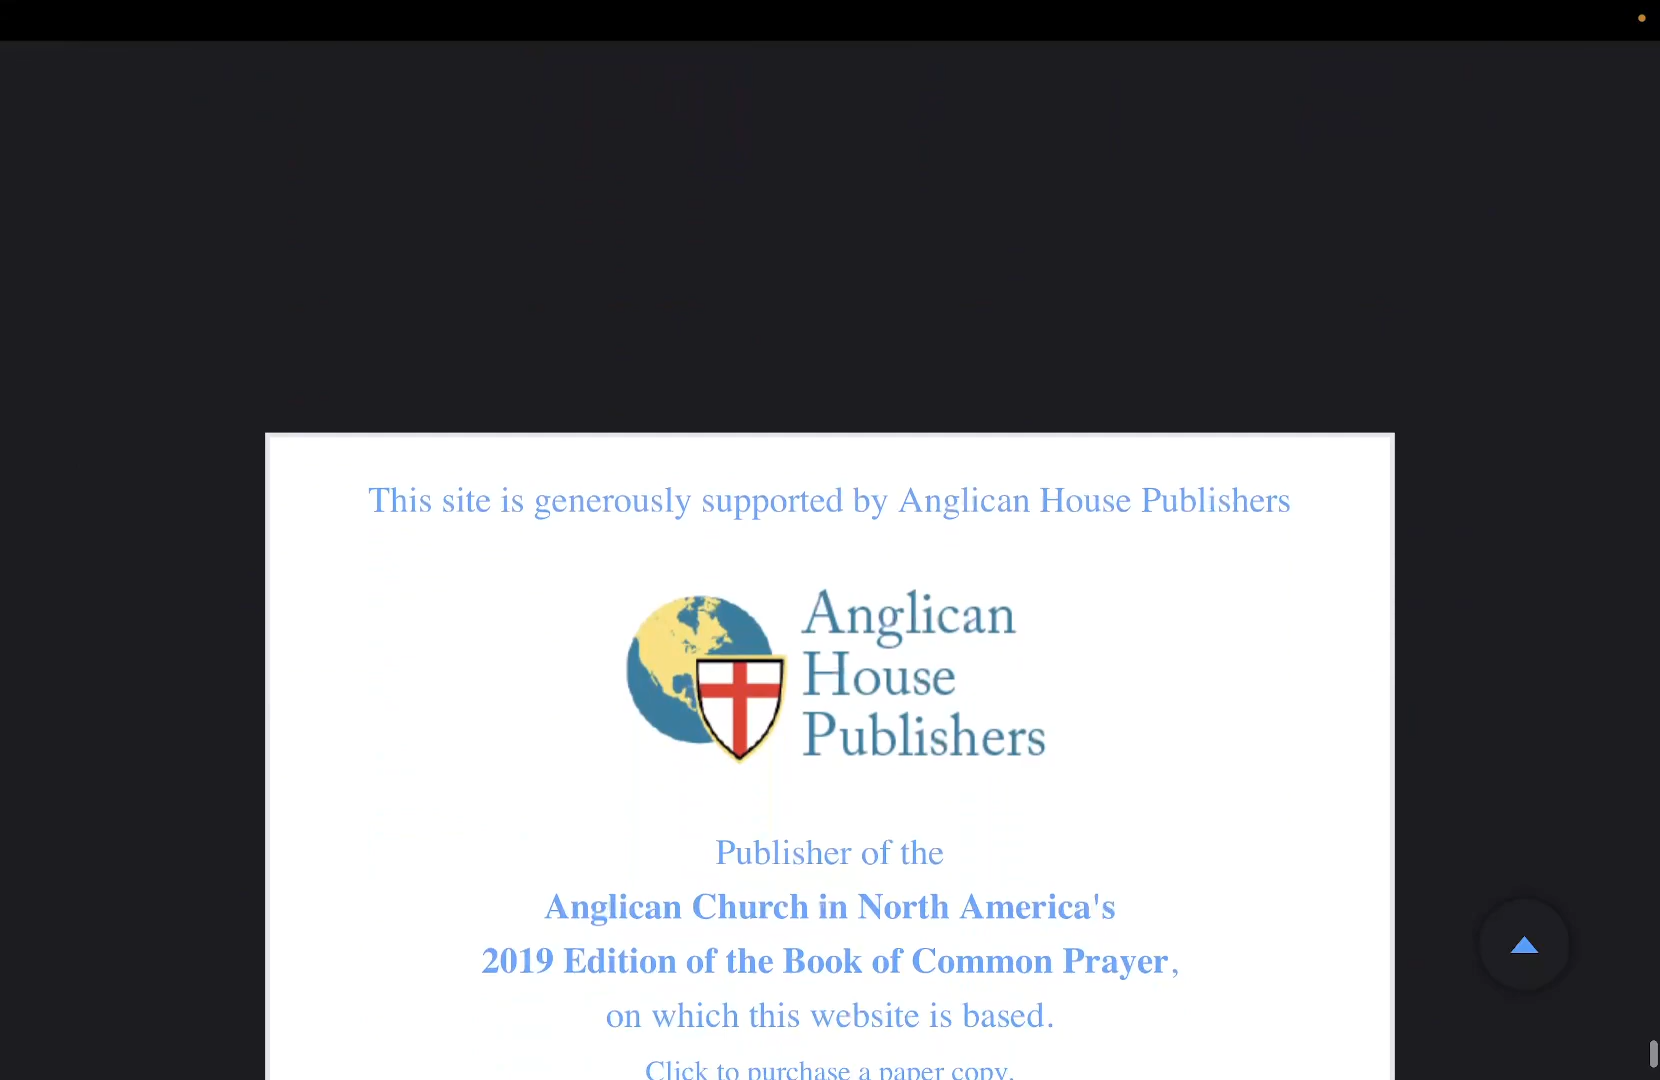 This site is generously supported by Anglican House Publishers
Anglican
House
Publishers
Publisher of the
Anglican Church in North America's
2019 Edition of the Book of Common Prayer,
on which this website is based.
Click to purchase a paper copy.